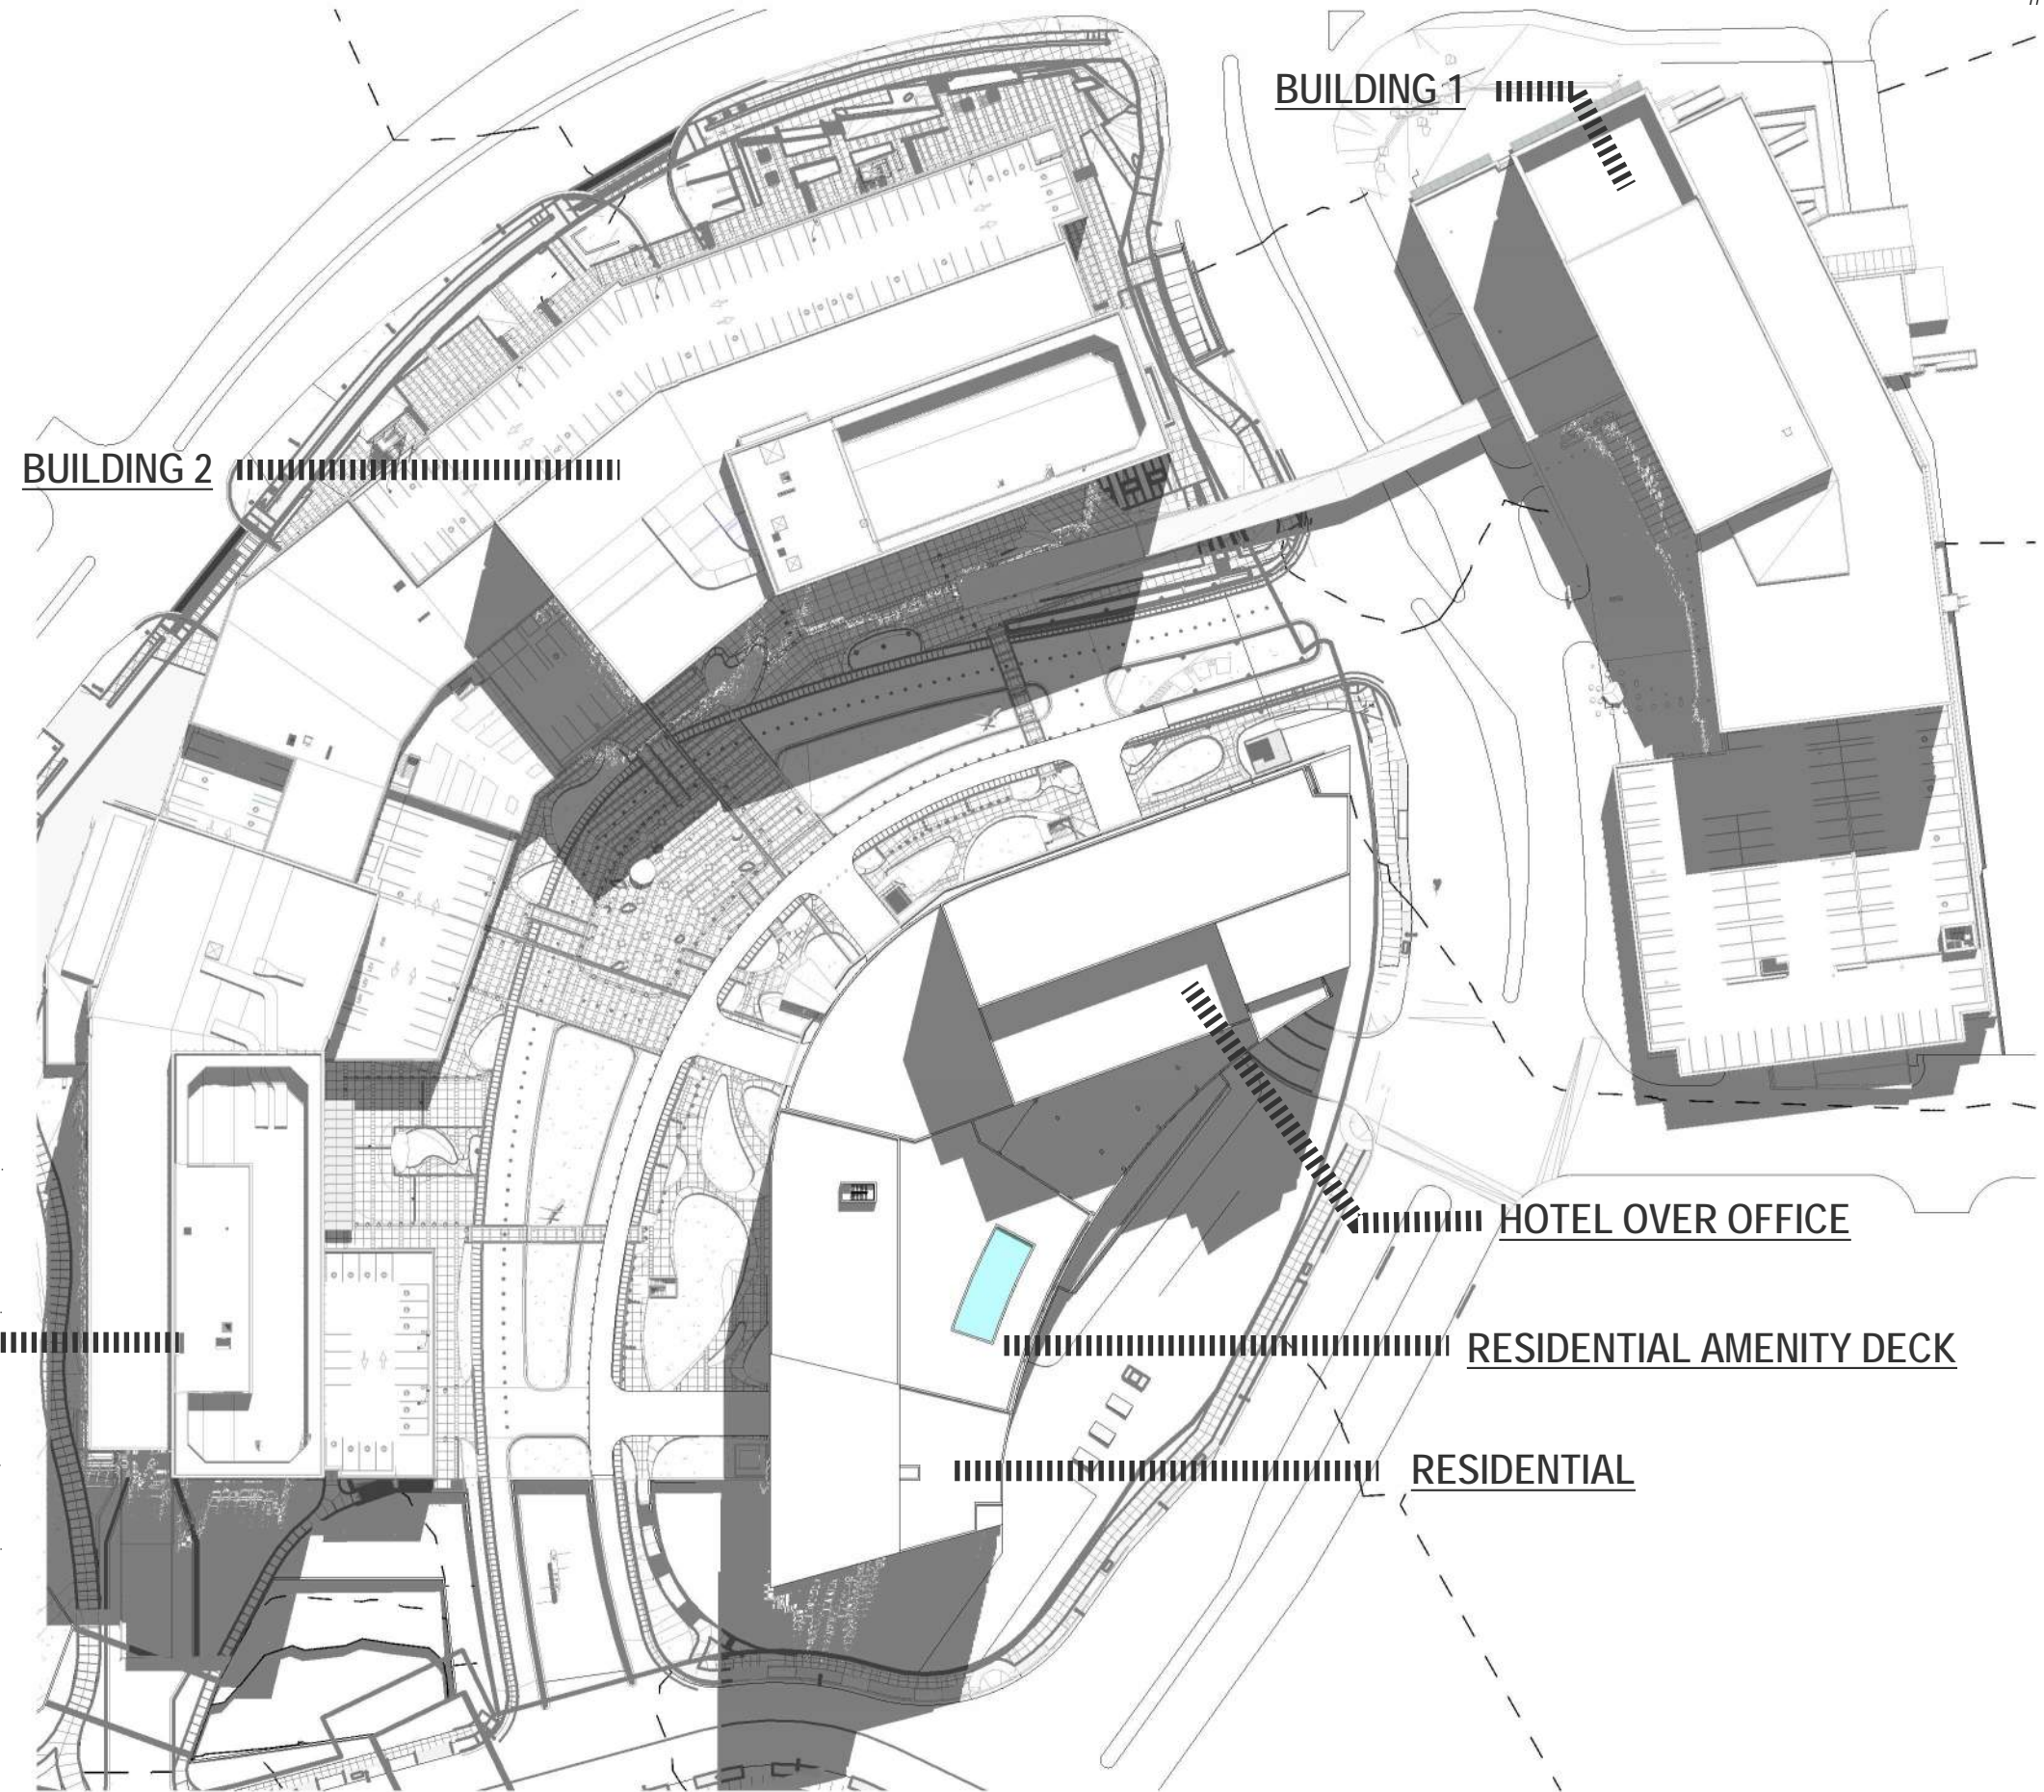 BUILDING 1
BUILDING 2
HOTEL OVER OFFICE
RESIDENTIAL AMENITY DECK
RESIDENTIAL